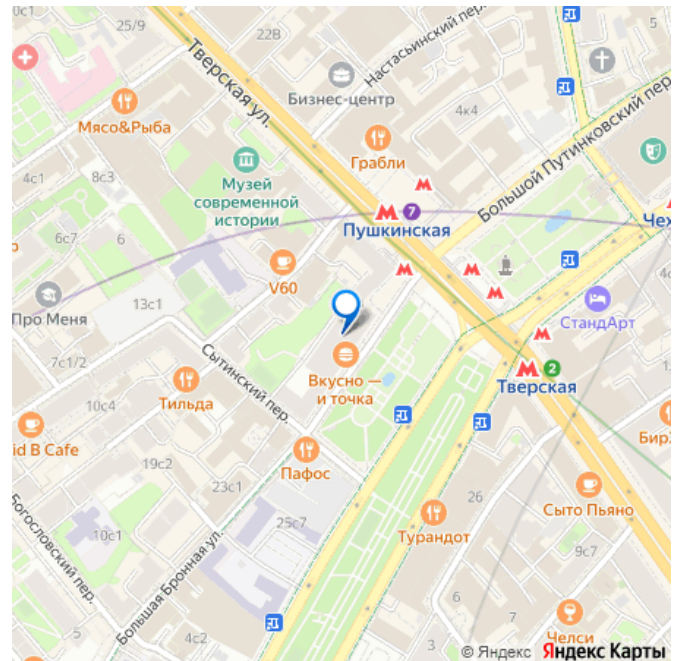 0с1
25/9
22В
Настасьинский пер.
Тверская ул.
Бизнес-центр
Мясо&Рыба
4к4
Грабли
Большой Путинковский пер.
4с1
8с3
Музей
современной
истории
7
Пушкинская
Чех
6с7
6
V60
СтандАрт
Про Меня
13с1
7с1/2
Сытинский пер.
Вкусно —
и точка
2
Тверская
Тильда
10с4
id B Cafe
Бир
19с2
Пафос
23с1
26
Сыто Пьяно
25с7
Турандот
10с1
9с7
Богословский пер.
Большая Бронная ул.
6
7
Челси
4с2
3
© Яндекс Яндекс Карты